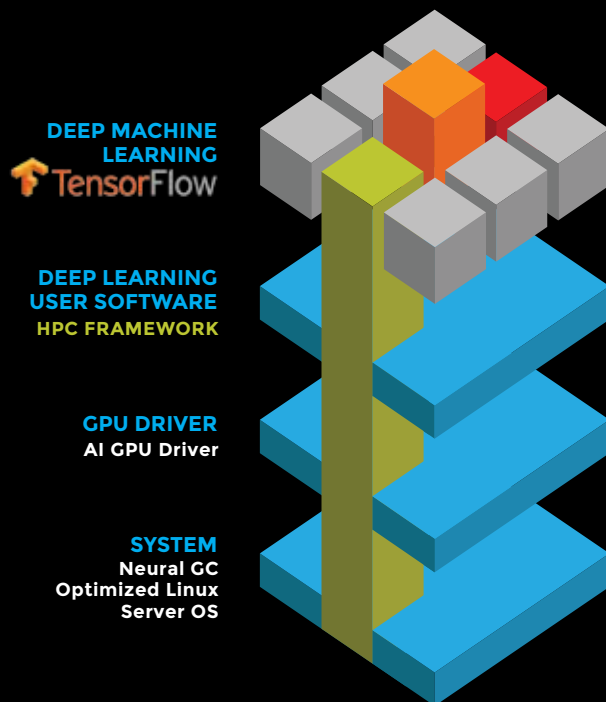 DEEP MACHINE
LEARNING
TensorFlow
DEEP LEARNING
USER SOFTWARE
HPC FRAMEWORK
GPU DRIVER
AI GPU Driver
SYSTEM
Neural GC
Optimized Linux
Server OS